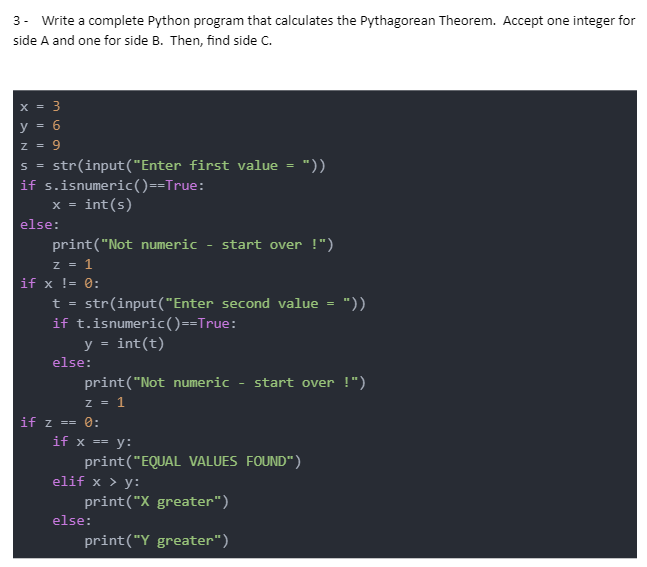 3 - Write a complete Python program that calculates the Pythagorean Theorem. Accept one integer for
side A and one for side B. Then, find side C.
x = 3
y = 6
z = 9
s = str(input("Enter first value = "))
if s.isnumeric()==True:
    x = int(s)
else:
    print("Not numeric - start over !")
    z = 1
if x != 0:
    t = str(input("Enter second value = "))
    if t.isnumeric()==True:
        y = int(t)
    else:
        print("Not numeric - start over !")
        z = 1
if z == 0:
    if x == y:
        print("EQUAL VALUES FOUND")
    elif x > y:
        print("X greater")
    else:
        print("Y greater")